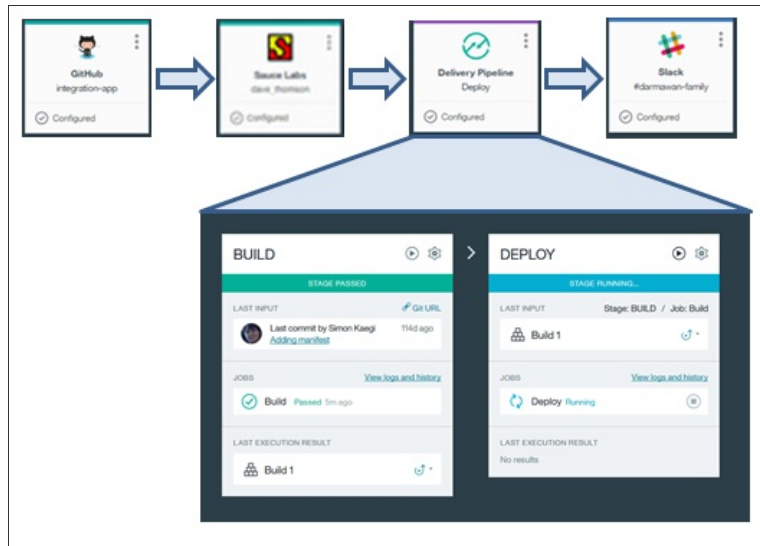 GitHub
integration-app
Configured
Sauce Labs
dave_thomson
Configured
Delivery Pipeline
Deploy
Configured
Slack
#darmawan-family
Configured
BUILD
STAGE PASSED
LAST INPUT
Git URL
Last commit by Simon Kaegi
114d ago
Adding manifest
JOBS
View logs and history
Build Passed 5m ago
LAST EXECUTION RESULT
Build 1
DEPLOY
STAGE RUNNING...
LAST INPUT
Stage: BUILD / Job: Build
Build 1
JOBS
View logs and history
Deploy Running
LAST EXECUTION RESULT
No results